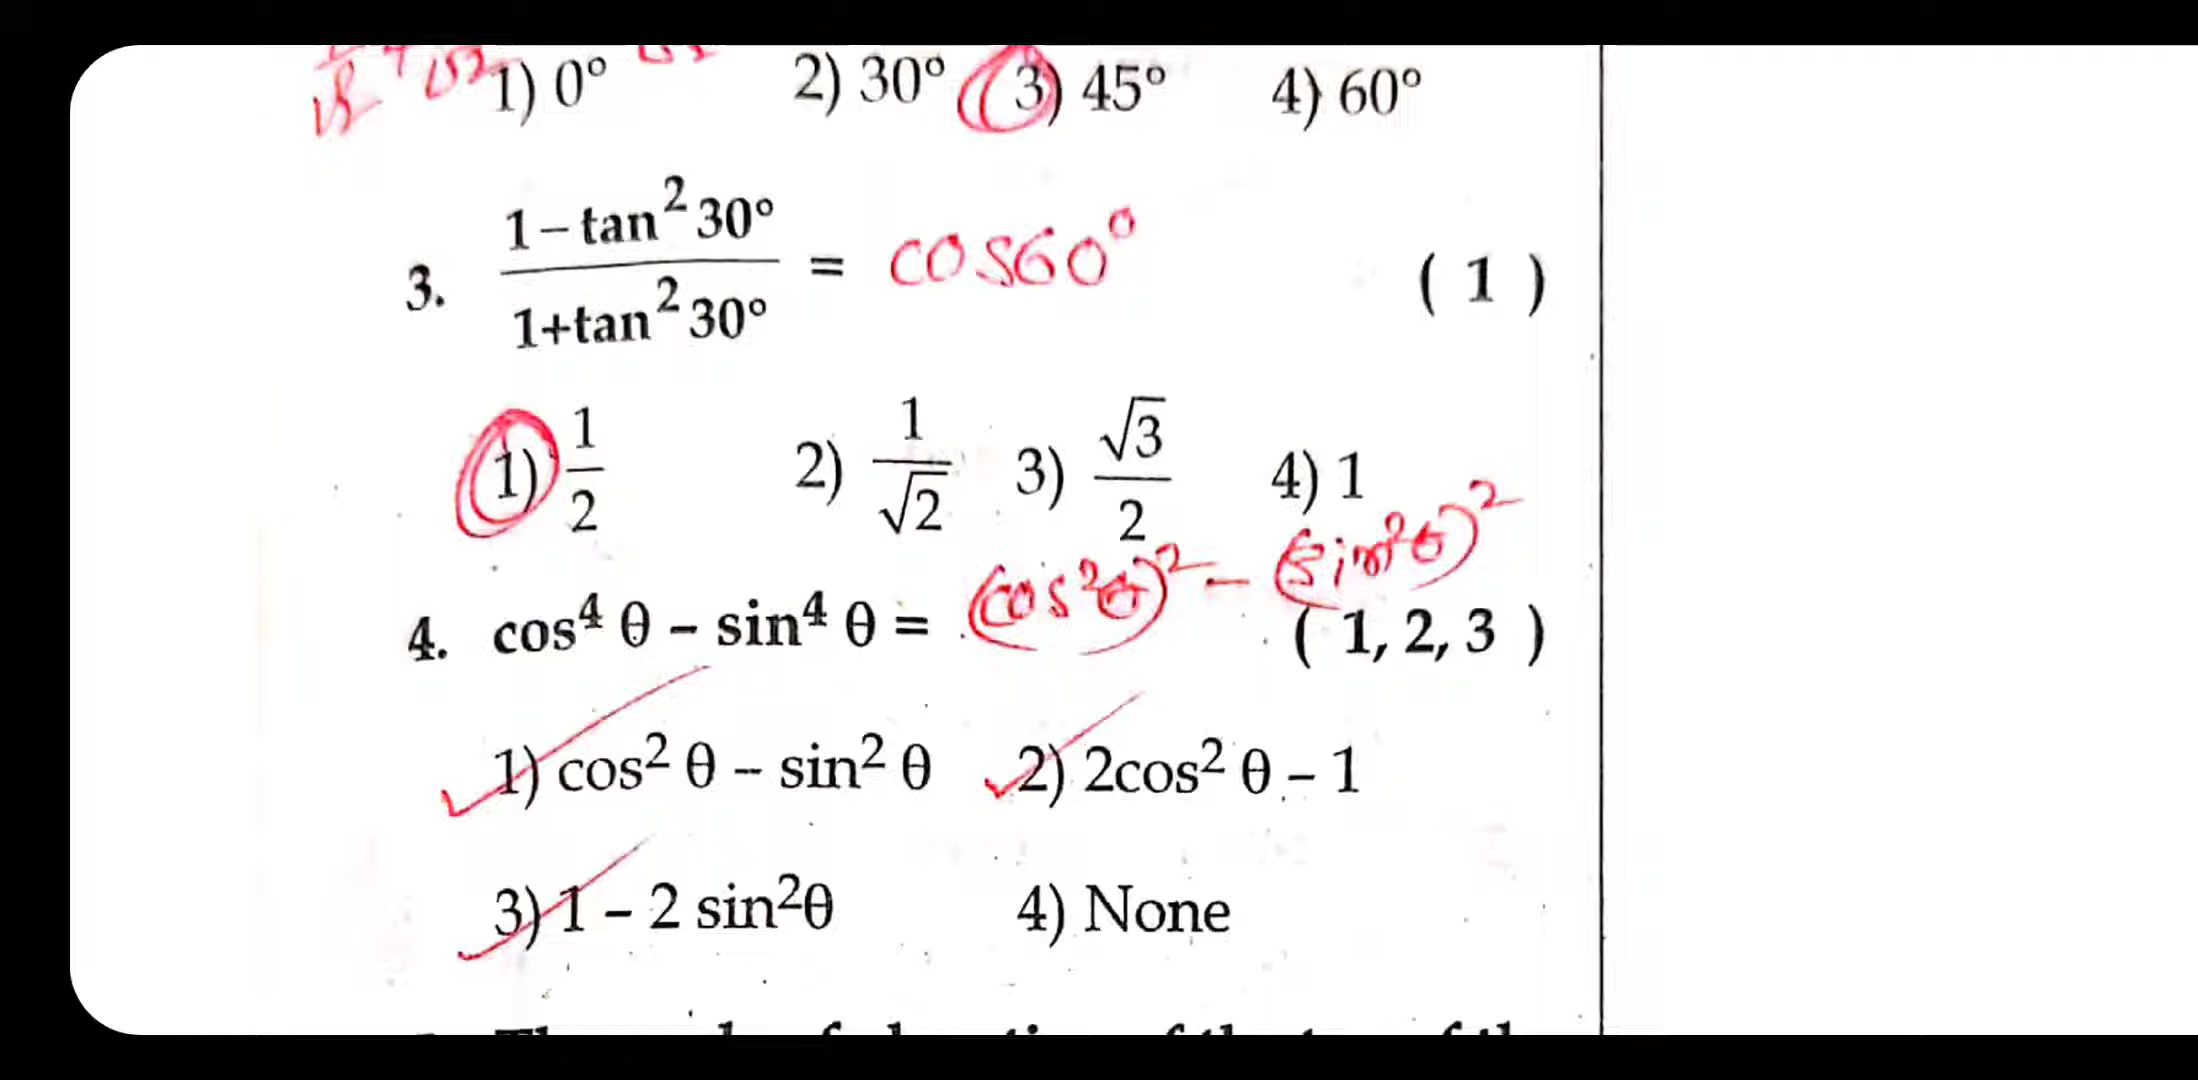 1) 0° 2) 30° 3) 45° 4) 60°
3. (1 – tan² 30°) / (1+tan² 30°) = cos60° ( 1 )
1) 1/2 2) 1/√2 3) √3/2 4) 1
4. cos⁴ θ – sin⁴ θ = (cos²θ)² – (sin²θ)² ( 1, 2, 3 )
1) cos² θ – sin² θ 2) 2cos² θ – 1
3) 1 – 2 sin²θ 4) None